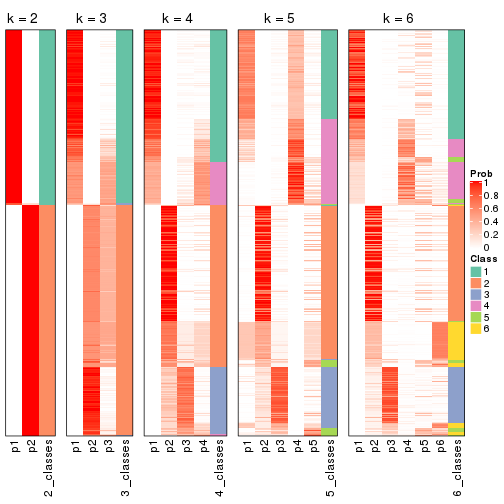 k = 2
k = 3
k = 4
k = 5
k = 6
Prob
1
0.8
0.6
0.4
0.2
0
Class
1
2
3
4
5
6
p1
p2
2_classes
p1
p2
p3
3_classes
p1
p2
p3
p4
4_classes
p1
p2
p3
p4
p5
5_classes
p1
p2
p3
p4
p5
p6
6_classes